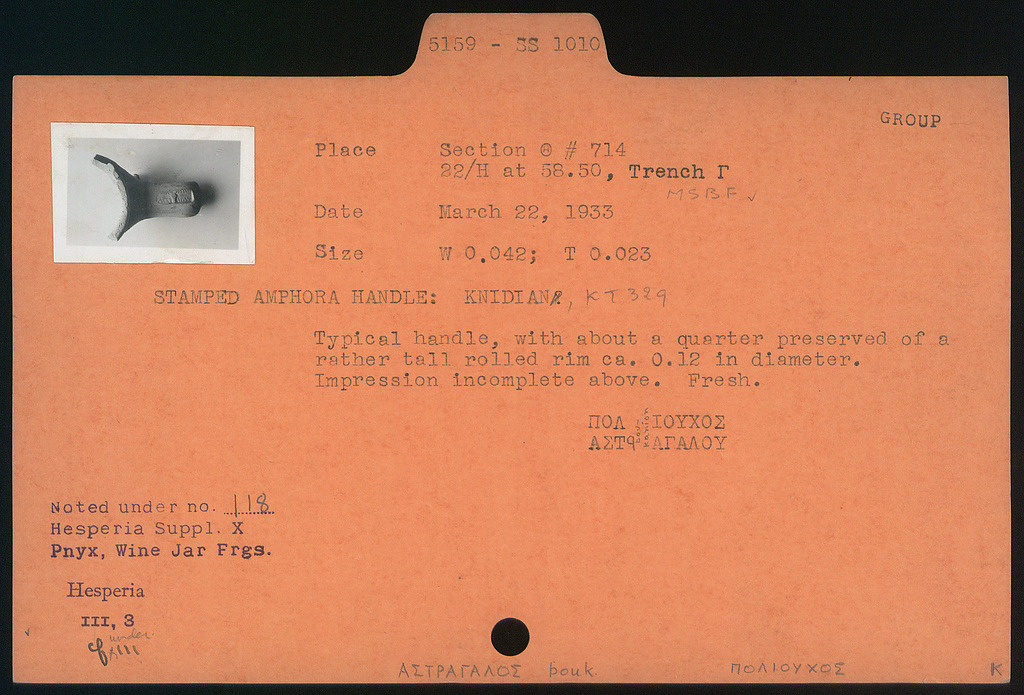 5159 - SS 1010
GROUP
Place Section Θ # 714
22/H at 58.50, Trench Γ
MSBF ✓
Date March 22, 1933
Size W 0.042; T 0.023
STAMPED AMPHORA HANDLE: KNIDIAN, KT 329
Typical handle, with about a quarter preserved of a
rather tall rolled rim ca. 0.12 in diameter.
Impression incomplete above. Fresh.
ΠΟΛ ΙΟΥΧΟΣ
ΑΣΤΡ ΑΓΑΛΟΥ
Noted under no. 118
Hesperia Suppl. X
Pnyx, Wine Jar Frgs.
Hesperia
III, 3
under
ΑΣΤΡΑΓΑΛΟΣ bouk. ΠΟΛΙΟΥΧΟΣ K